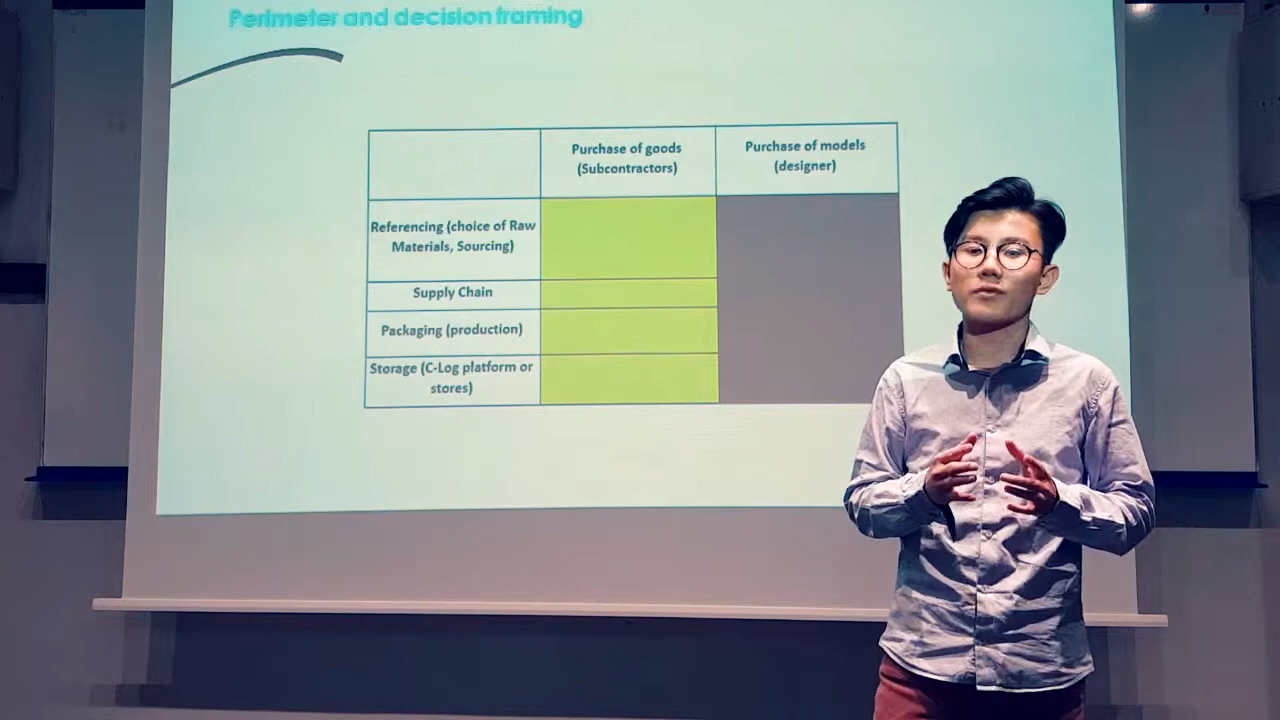 Perimeter and decision framing
Purchase of goods
(Subcontractors)
Purchase of models
(designer)
Referencing (choice of Raw
Materials, Sourcing)
Supply Chain
Packaging (production)
Storage (C-Log platform or
stores)